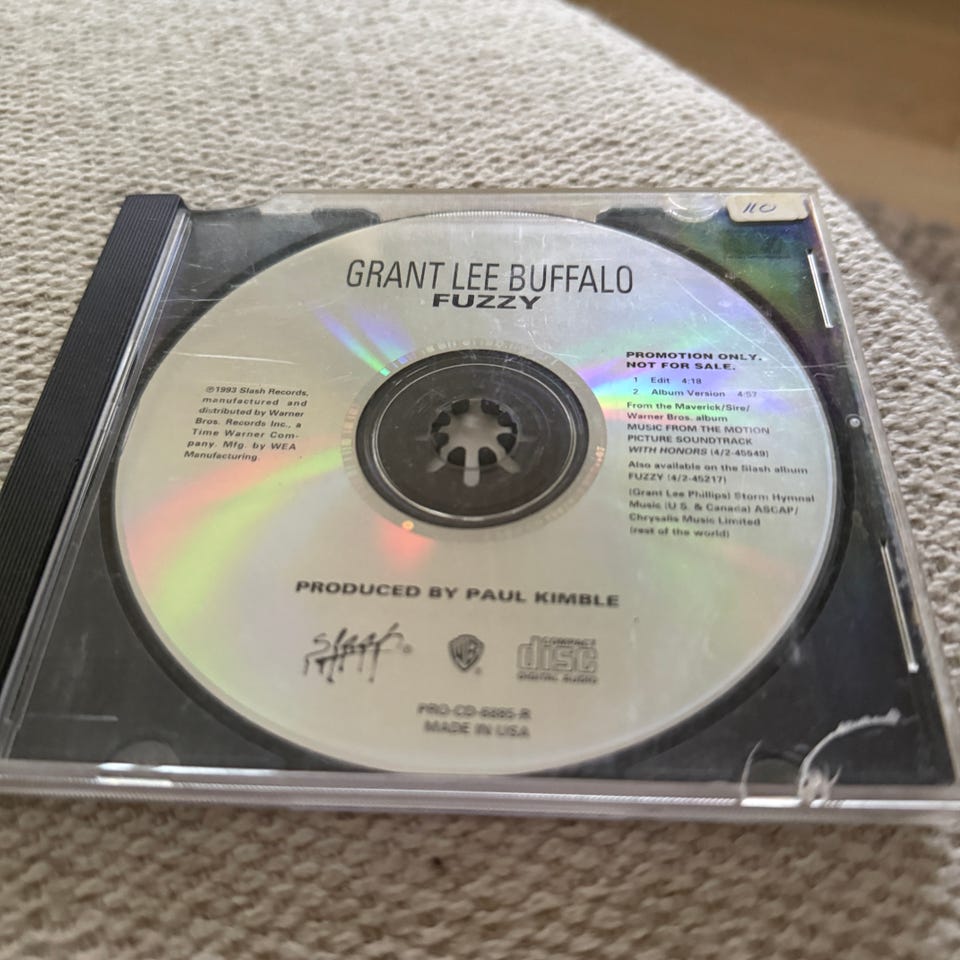 110
GRANT LEE BUFFALO
FUZZY
℗1993 Slash Records,
manufactured and
distributed by Warner
Bros. Records Inc., a
Time Warner Com-
pany. Mfg. by WEA
Manufacturing.
PROMOTION ONLY.
NOT FOR SALE.
1 Edit 4:18
2 Album Version 4:57
From the Maverick/Sire/
Warner Bros. album
MUSIC FROM THE MOTION
PICTURE SOUNDTRACK
WITH HONORS (4/2-45549)
Also available on the Slash album
FUZZY (4/2-45217)
(Grant Lee Phillips) Storm Hymnal
Music (U.S. & Canada) ASCAP/
Chrysalis Music Limited
(rest of the world)
PRODUCED BY PAUL KIMBLE
slash®
WB®
COMPACT
disc
DIGITAL AUDIO
PRO-CD-6885-R
MADE IN USA